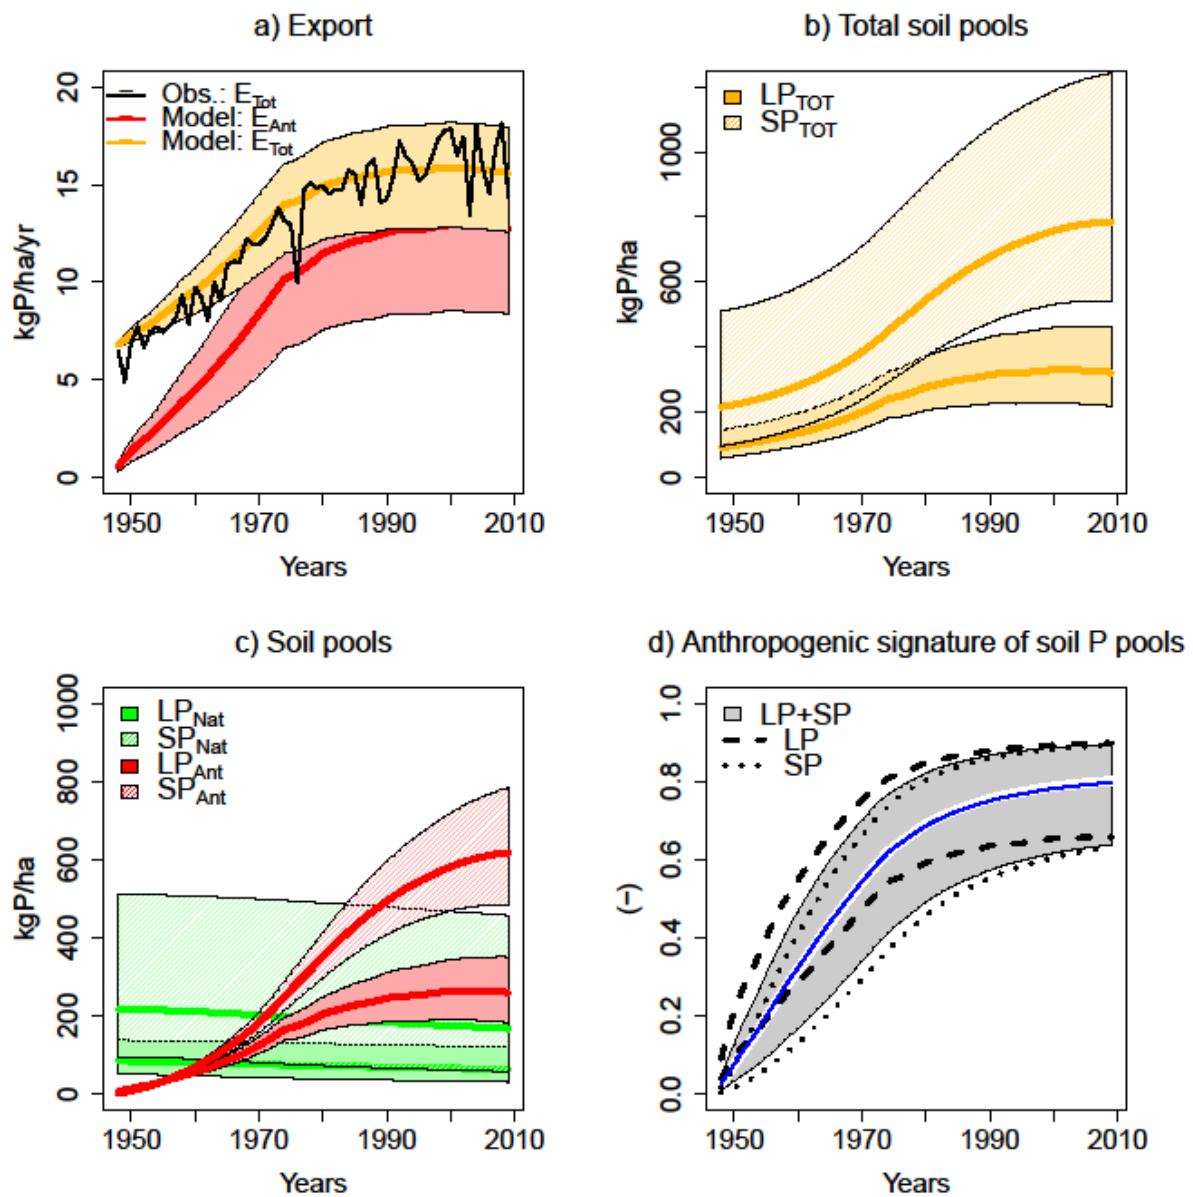 a) Export
20
15
10
5
0
kgP/ha/yr
Obs.: E_Tot
Model: E_Ant
Model: E_Tot
1950 1970 1990 2010
Years
b) Total soil pools
1000
600
200
0
kgP/ha
LP_TOT
SP_TOT
1950 1970 1990 2010
Years
c) Soil pools
1000
800
600
400
200
0
kgP/ha
LP_Nat
SP_Nat
LP_Ant
SP_Ant
1950 1970 1990 2010
Years
d) Anthropogenic signature of soil P pools
1.0
0.8
0.6
0.4
0.2
0.0
(−)
LP+SP
LP
SP
1950 1970 1990 2010
Years